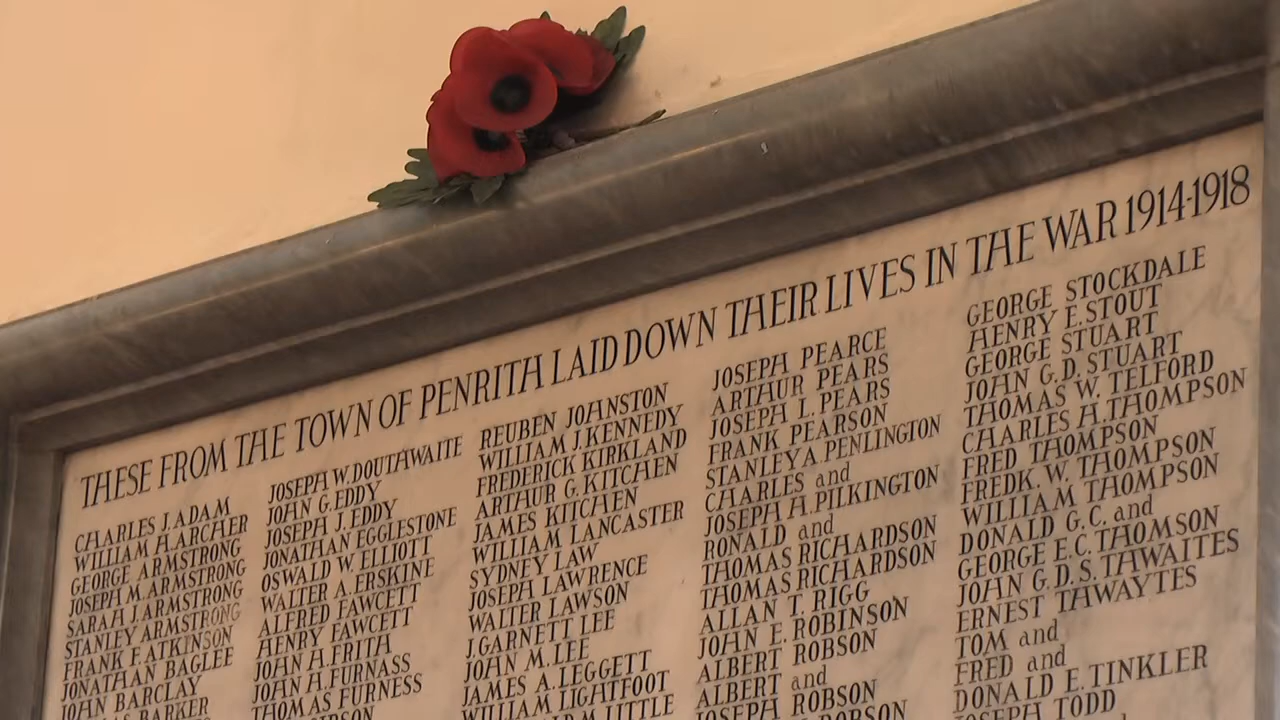 THESE FROM THE TOWN OF PENRITH LAID DOWN THEIR LIVES IN THE WAR 1914-1918
CHARLES J. ADAM
WILLIAM H. ARCHER
GEORGE ARMSTRONG
JOSEPH M. ARMSTRONG
SARA J. ARMSTRONG
STANLEY ARMSTRONG
FRANK E. ATKINSON
JONATHAN BAGLEE
JOHN BARCLAY
BARKER
JOSEPH W. DOUTHWAITE
JOHN G. EDDY
JOSEPH J. EDDY
JONATHAN EGGLESTONE
OSWALD W. ELLIOTT
WALTER A. ERSKINE
ALFRED FAWCETT
HENRY FAWCETT
JOHN H. FRITH
JOHN H. FURNASS
THOMAS FURNESS
REUBEN JOHNSTON
WILLIAM J. KENNEDY
FREDERICK KIRKLAND
ARTHUR G. KITCHEN
JAMES KITCHEN
WILLIAM LANCASTER
SYDNEY LAW
JOSEPH LAWRENCE
WALTER LAWSON
J. GARNETT LEE
JOHN M. LEE
JAMES A. LEGGETT
WILLIAM LIGHTFOOT
LITTLE
JOSEPH PEARCE
ARTHUR PEARS
JOSEPH L. PEARS
FRANK PEARSON
STANLEY A. PENLINGTON
CHARLES and
JOSEPH H. PILKINGTON
RONALD and
THOMAS RICHARDSON
THOMAS RICHARDSON
ALLAN T. RIGG
JOHN E. ROBINSON
ALBERT ROBSON
ALBERT and
JOSEPH ROBSON
GEORGE STOCKDALE
HENRY E. STOUT
GEORGE STUART
JOHN G. D. STUART
THOMAS W. TELFORD
CHARLES H. THOMPSON
FRED THOMPSON
FREDK. W. THOMPSON
WILLIAM THOMPSON
DONALD G. C. and
GEORGE E. C. THOMSON
JOHN G. D. S. THWAITES
ERNEST THWAYTES
TOM and
FRED and
DONALD E. TINKLER
JOSEPH TODD